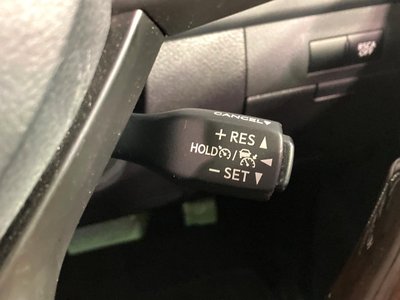 CANCEL
+ RES ▲
HOLD / ◀
− SET ▼